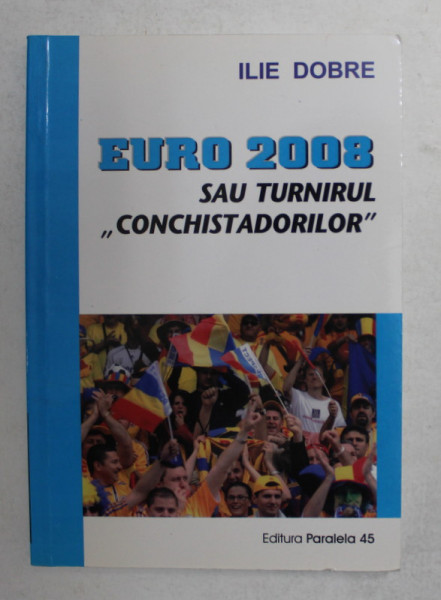 ILIE DOBRE
EURO 2008
SAU TURNIRUL
„CONCHISTADORILOR”
Editura Paralela 45